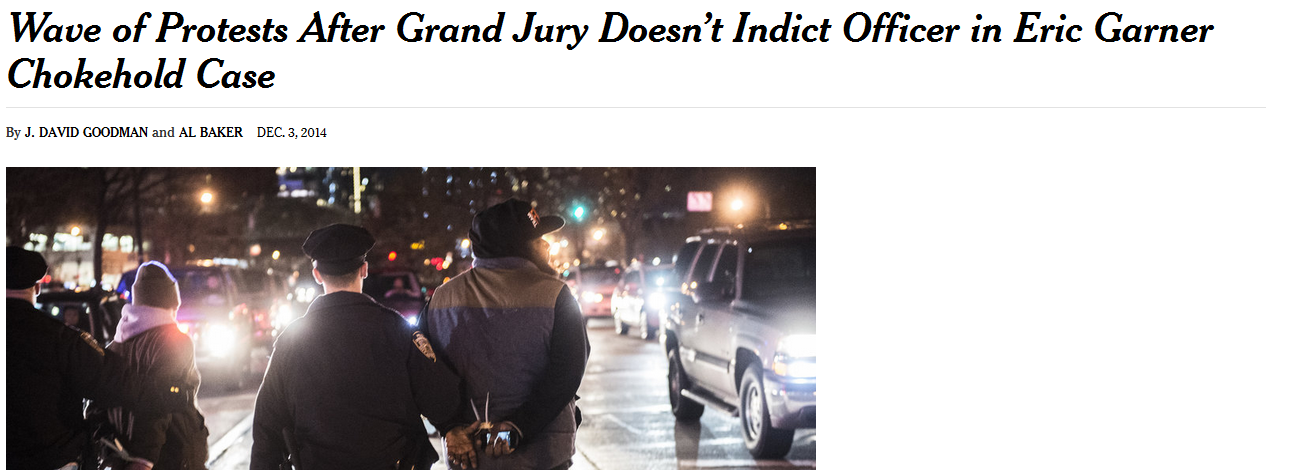 Wave of Protests After Grand Jury Doesn’t Indict Officer in Eric Garner
Chokehold Case
By J. DAVID GOODMAN and AL BAKER DEC. 3, 2014